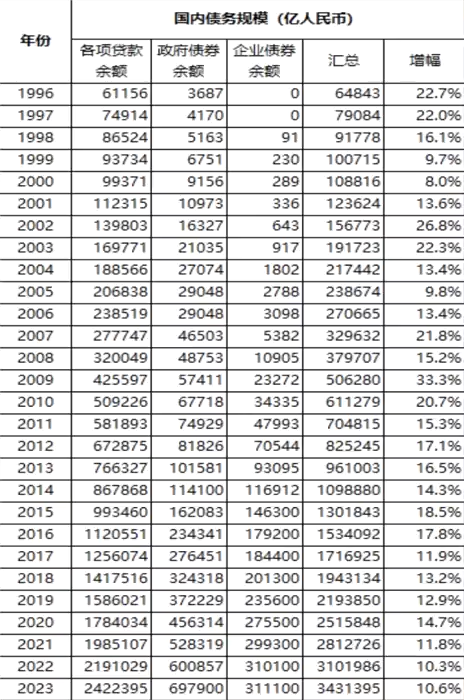 年份
国内债务规模（亿人民币）
各项贷款余额 政府债券余额 企业债券余额 汇总 增幅
1996 61156 3687 0 64843 22.7%
1997 74914 4170 0 79084 22.0%
1998 86524 5163 91 91778 16.1%
1999 93734 6751 230 100715 9.7%
2000 99371 9156 289 108816 8.0%
2001 112315 10973 336 123624 13.6%
2002 139803 16327 643 156773 26.8%
2003 169771 21035 917 191723 22.3%
2004 188566 27074 1802 217442 13.4%
2005 206838 29048 2788 238674 9.8%
2006 238519 29048 3098 270665 13.4%
2007 277747 46503 5382 329632 21.8%
2008 320049 48753 10905 379707 15.2%
2009 425597 57411 23272 506280 33.3%
2010 509226 67718 34335 611279 20.7%
2011 581893 74929 47993 704815 15.3%
2012 672875 81826 70544 825245 17.1%
2013 766327 101581 93095 961003 16.5%
2014 867868 114100 116912 1098880 14.3%
2015 993460 162083 146300 1301843 18.5%
2016 1120551 234341 179200 1534092 17.8%
2017 1256074 276451 184400 1716925 11.9%
2018 1417516 324318 201300 1943134 13.2%
2019 1586021 372229 235600 2193850 12.9%
2020 1784034 456314 275500 2515848 14.7%
2021 1985107 528319 299300 2812726 11.8%
2022 2191029 600857 310100 3101986 10.3%
2023 2422395 697900 311100 3431395 10.6%